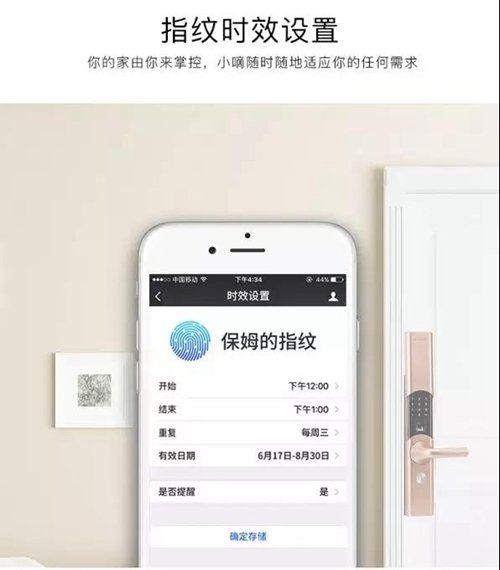 指纹时效设置
你的家由你来掌控，小嘀随时随地适应你的任何需求
中国移动 下午4:34 44%
时效设置
保姆的指纹
开始 下午12:00
结束 下午1:00
重复 每周三
有效日期 6月17日-8月30日
是否提醒 是
确定存储